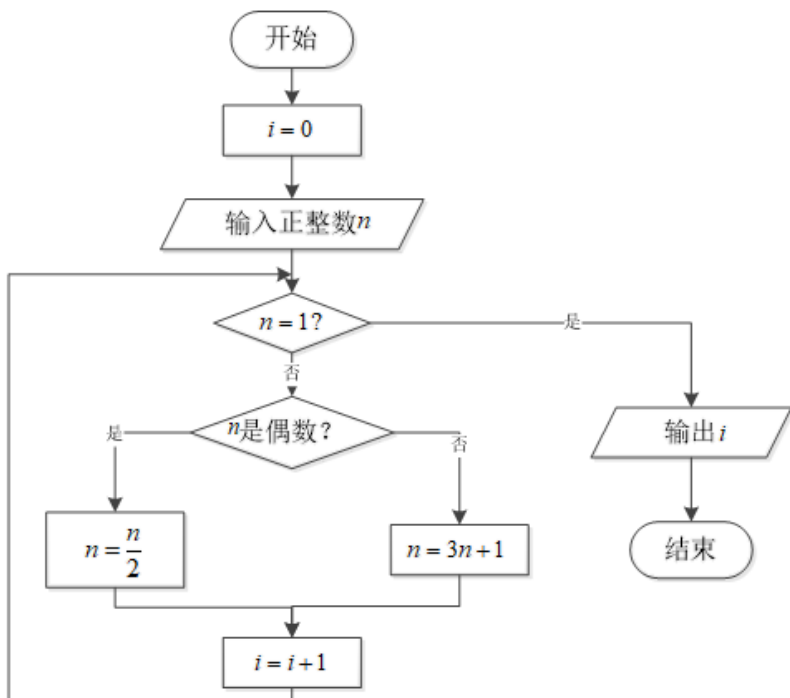 开始
i = 0
输入正整数n
n = 1?
是
否
n是偶数?
是
否
输出i
n = n/2
n = 3n+1
结束
i = i+1